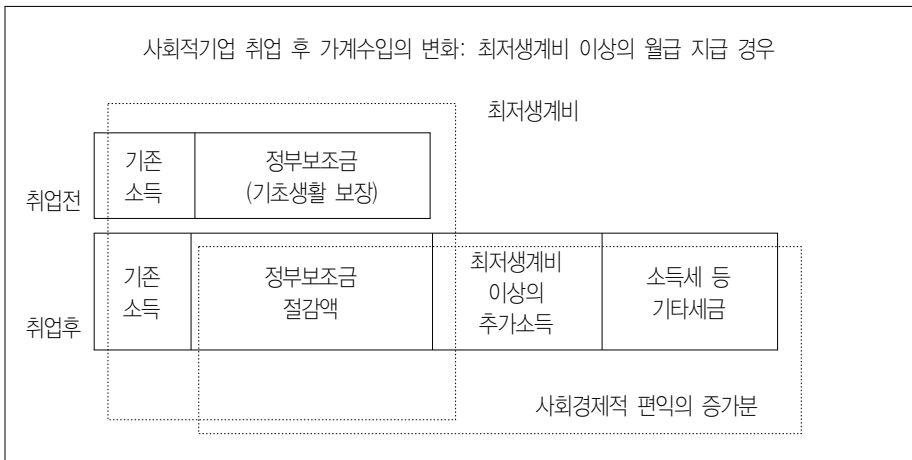 사회적기업 취업 후 가계수입의 변화: 최저생계비 이상의 월급 지급 경우
최저생계비
취업전
기존
소득
정부보조금
(기초생활 보장)
취업후
기존
소득
정부보조금
절감액
최저생계비
이상의
추가소득
소득세 등
기타세금
사회경제적 편익의 증가분